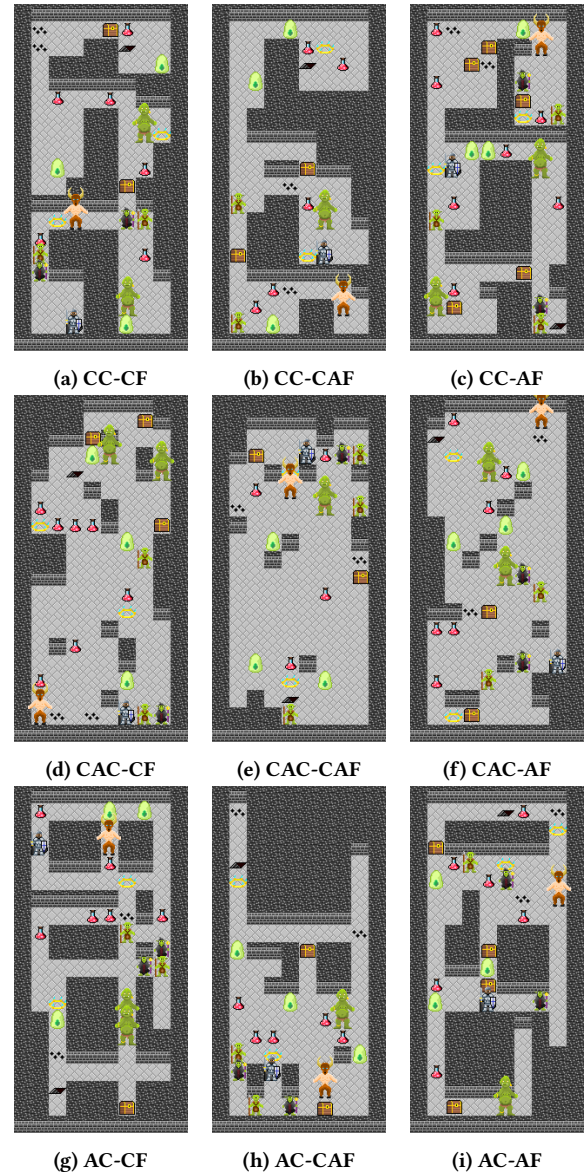 (a) CC-CF (b) CC-CAF (c) CC-AF
(d) CAC-CF (e) CAC-CAF (f) CAC-AF
(g) AC-CF (h) AC-CAF (i) AC-AF